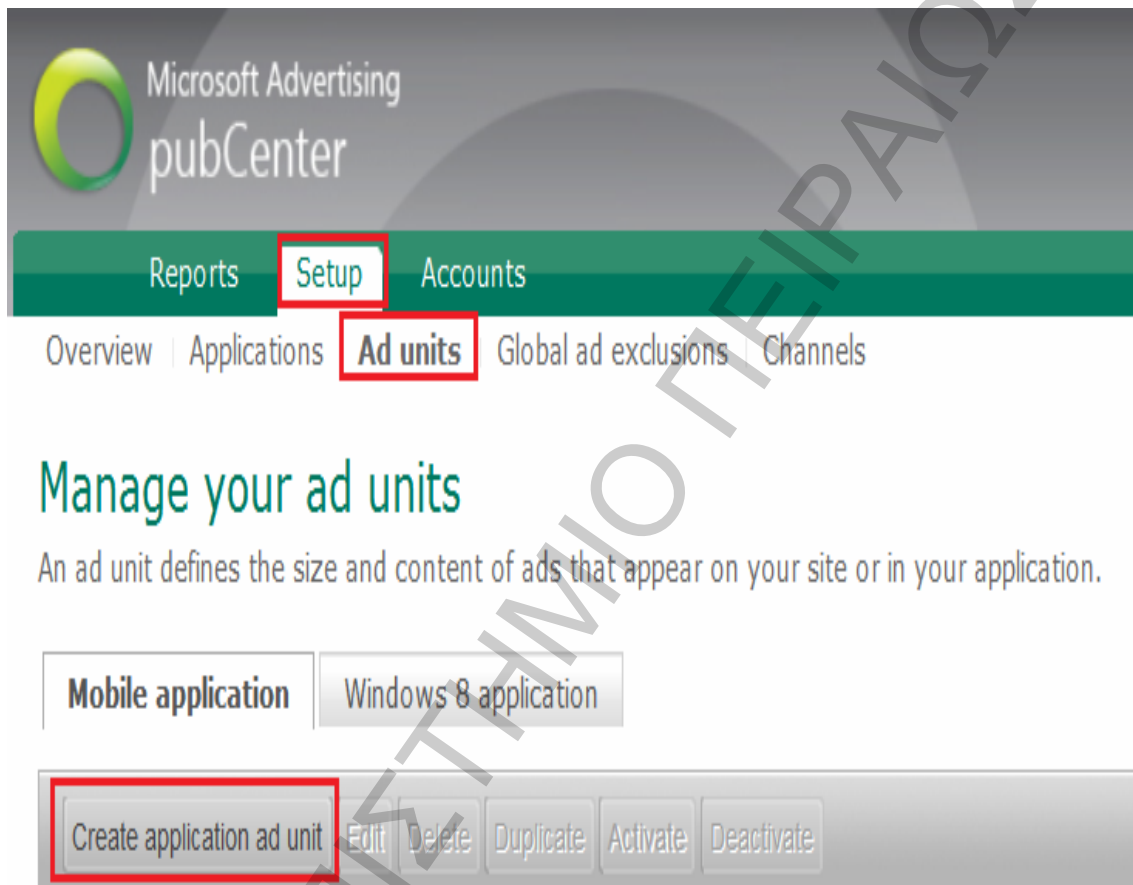 Microsoft Advertising
pubCenter
Reports Setup Accounts
Overview | Applications | Ad units | Global ad exclusions | Channels
Manage your ad units
An ad unit defines the size and content of ads that appear on your site or in your application.
Mobile application Windows 8 application
Create application ad unit Edit Delete Duplicate Activate Deactivate
ΠΕΙΡΑΙΩΣ